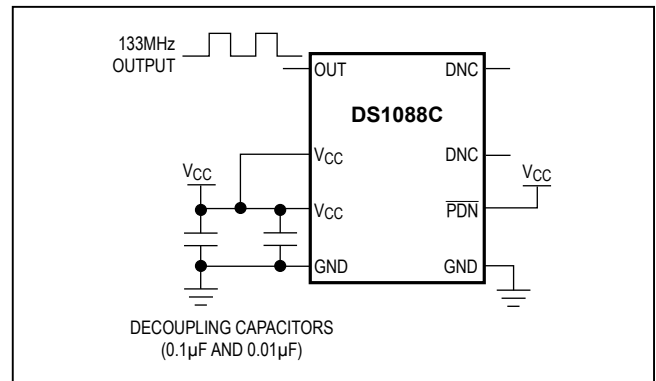 133MHz
OUTPUT
OUT
DNC
DS1088C
VCC
DNC
VCC
VCC
VCC
PDN
GND
GND
DECOUPLING CAPACITORS
(0.1µF AND 0.01µF)